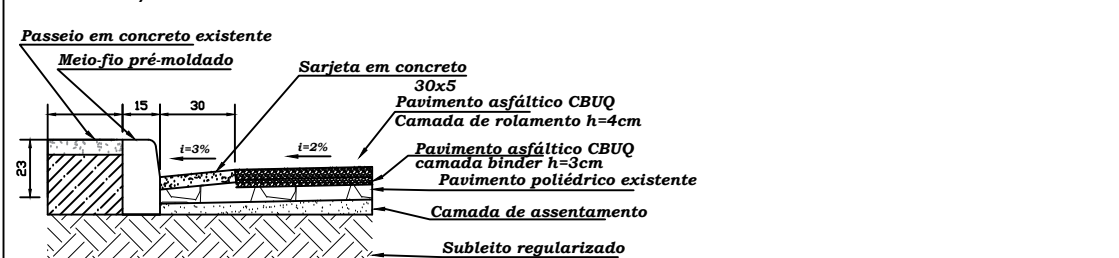 Passeio em concreto existente
Meio-fio pré-moldado
Sarjeta em concreto
30x5
Pavimento asfáltico CBUQ
Camada de rolamento h=4cm
Pavimento asfáltico CBUQ
camada binder h=3cm
Pavimento poliédrico existente
Camada de assentamento
Subleito regularizado
15
30
23
i=3%
i=2%